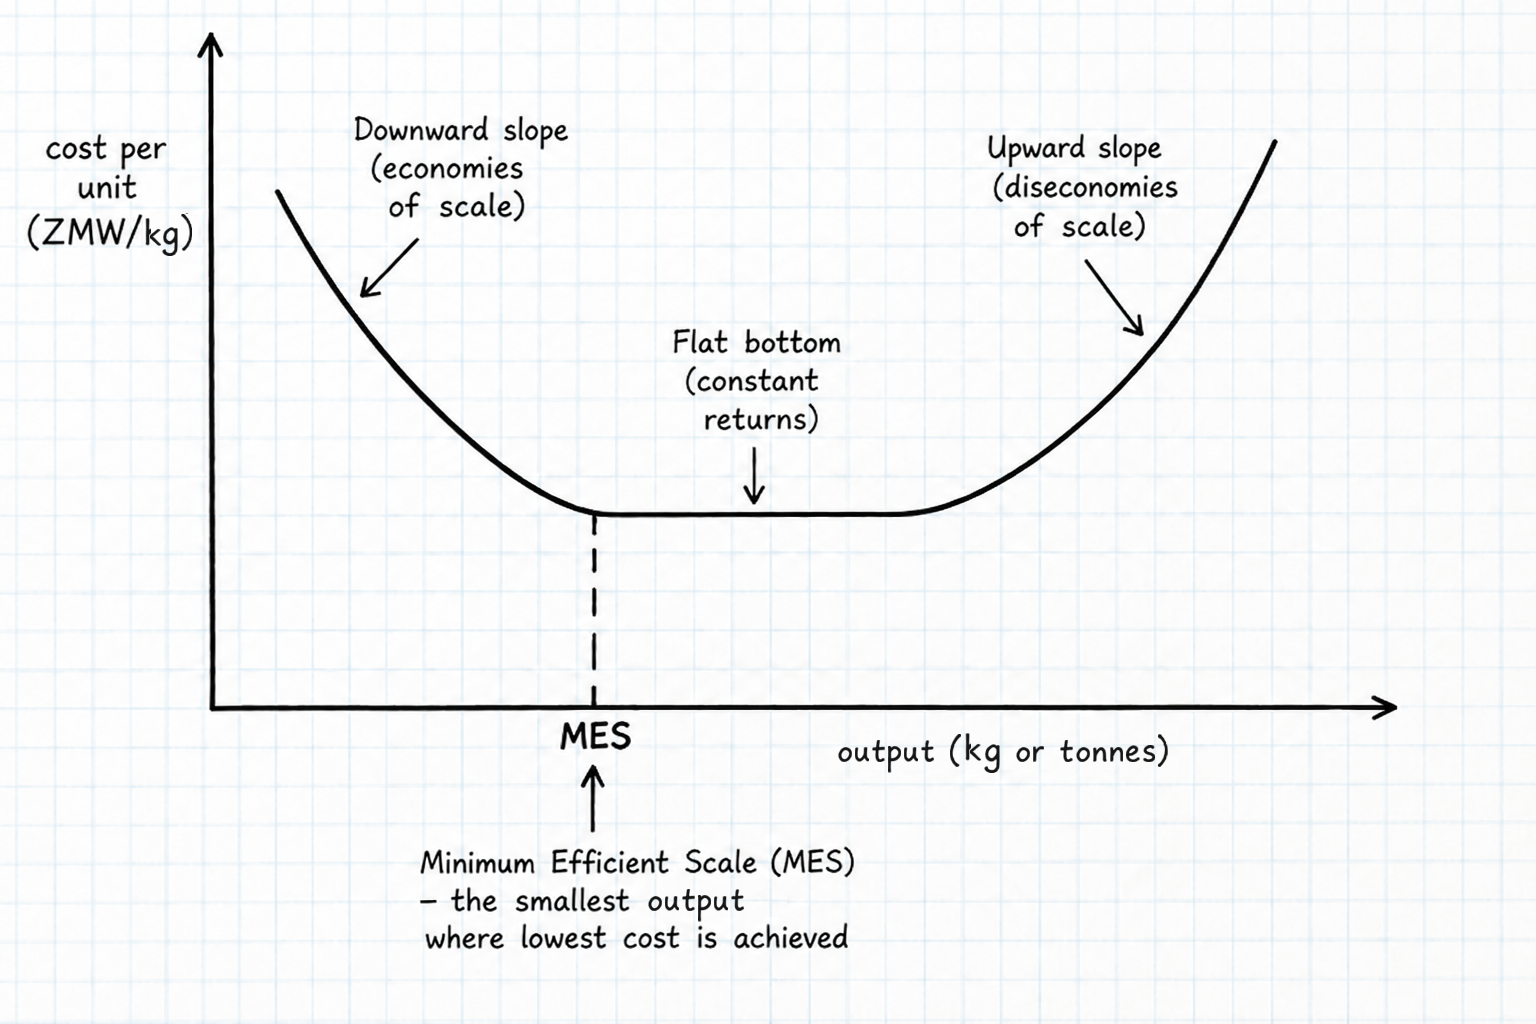 cost per
unit
(ZMW/kg)
Downward slope
(economies
of scale)
Upward slope
(diseconomies
of scale)
Flat bottom
(constant
returns)
MES
output (kg or tonnes)
Minimum Efficient Scale (MES)
– the smallest output
where lowest cost is achieved